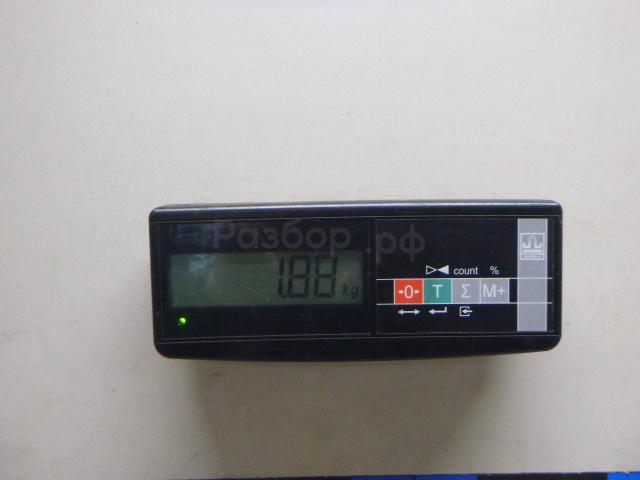 Разбор.рф
1.88 kg
count %
→0← T Σ M+